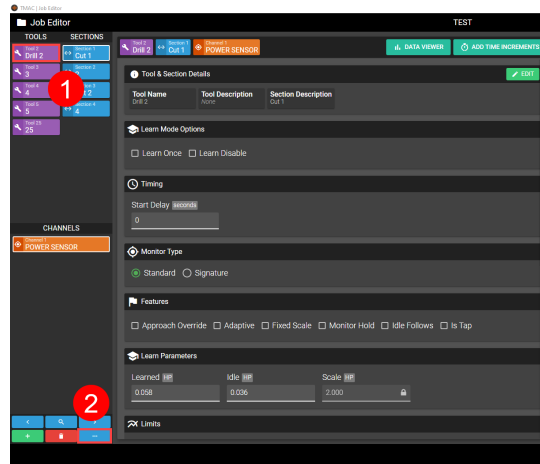 TMAC | Job Editor
Job Editor TEST
TOOLS SECTIONS
Tool 2 Drill 2 Section 1 Cut 1
Tool 3 3 Section 2 2
Tool 4 4 Section 3 t 2
Tool 5 5 Section 4 4
Tool 25 25
1
Tool 2 Drill 2 Section 1 Cut 1 Channel 1 POWER SENSOR DATA VIEWER ADD TIME INCREMENTS
Tool & Section Details EDIT
Tool Name Tool Description Section Description
Drill 2 None Cut 1
Learn Mode Options
Learn Once Learn Disable
Timing
Start Delay seconds
0
CHANNELS
Channel 1
POWER SENSOR
Monitor Type
Standard Signature
Features
Approach Override Adaptive Fixed Scale Monitor Hold Idle Follows Is Tap
Learn Parameters
Learned HP Idle HP Scale HP
0.058 0.036 2.000
2
Limits